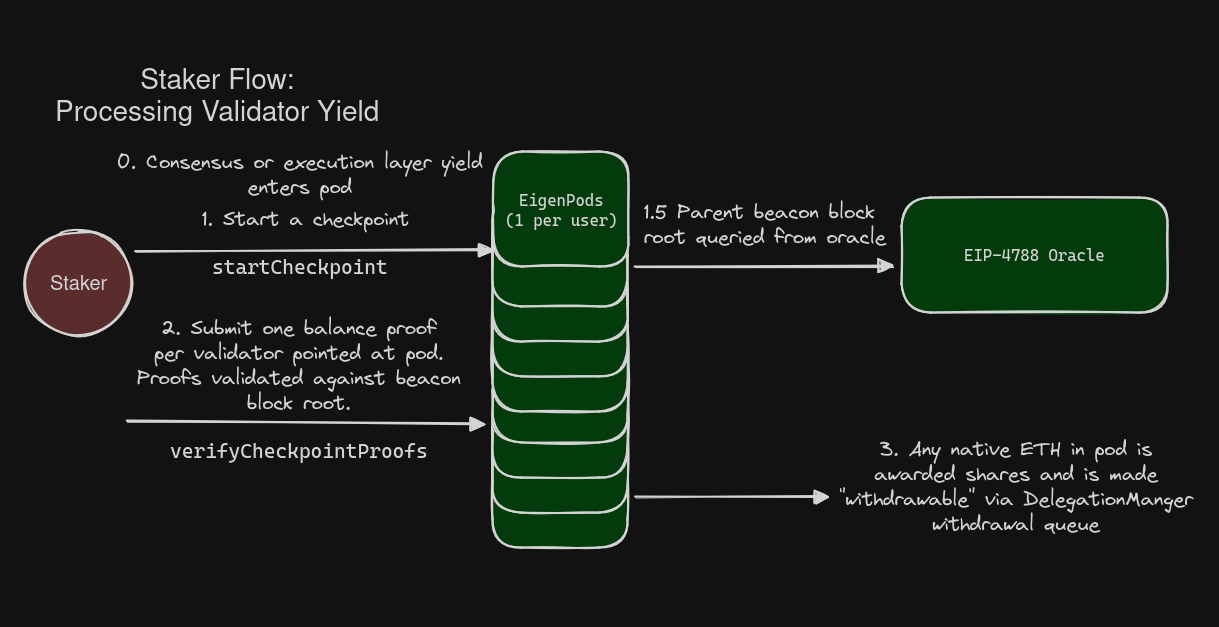 Staker Flow:
Processing Validator Yield
0. Consensus or execution layer yield
enters pod
1. Start a checkpoint
startCheckpoint
Staker
2. Submit one balance proof
per validator pointed at pod.
Proofs validated against beacon
block root.
verifyCheckpointProofs
EigenPods
(1 per user)
1.5 Parent beacon block
root queried from oracle
EIP-4788 Oracle
3. Any native ETH in pod is
awarded shares and is made
"withdrawable" via DelegationManger
withdrawal queue